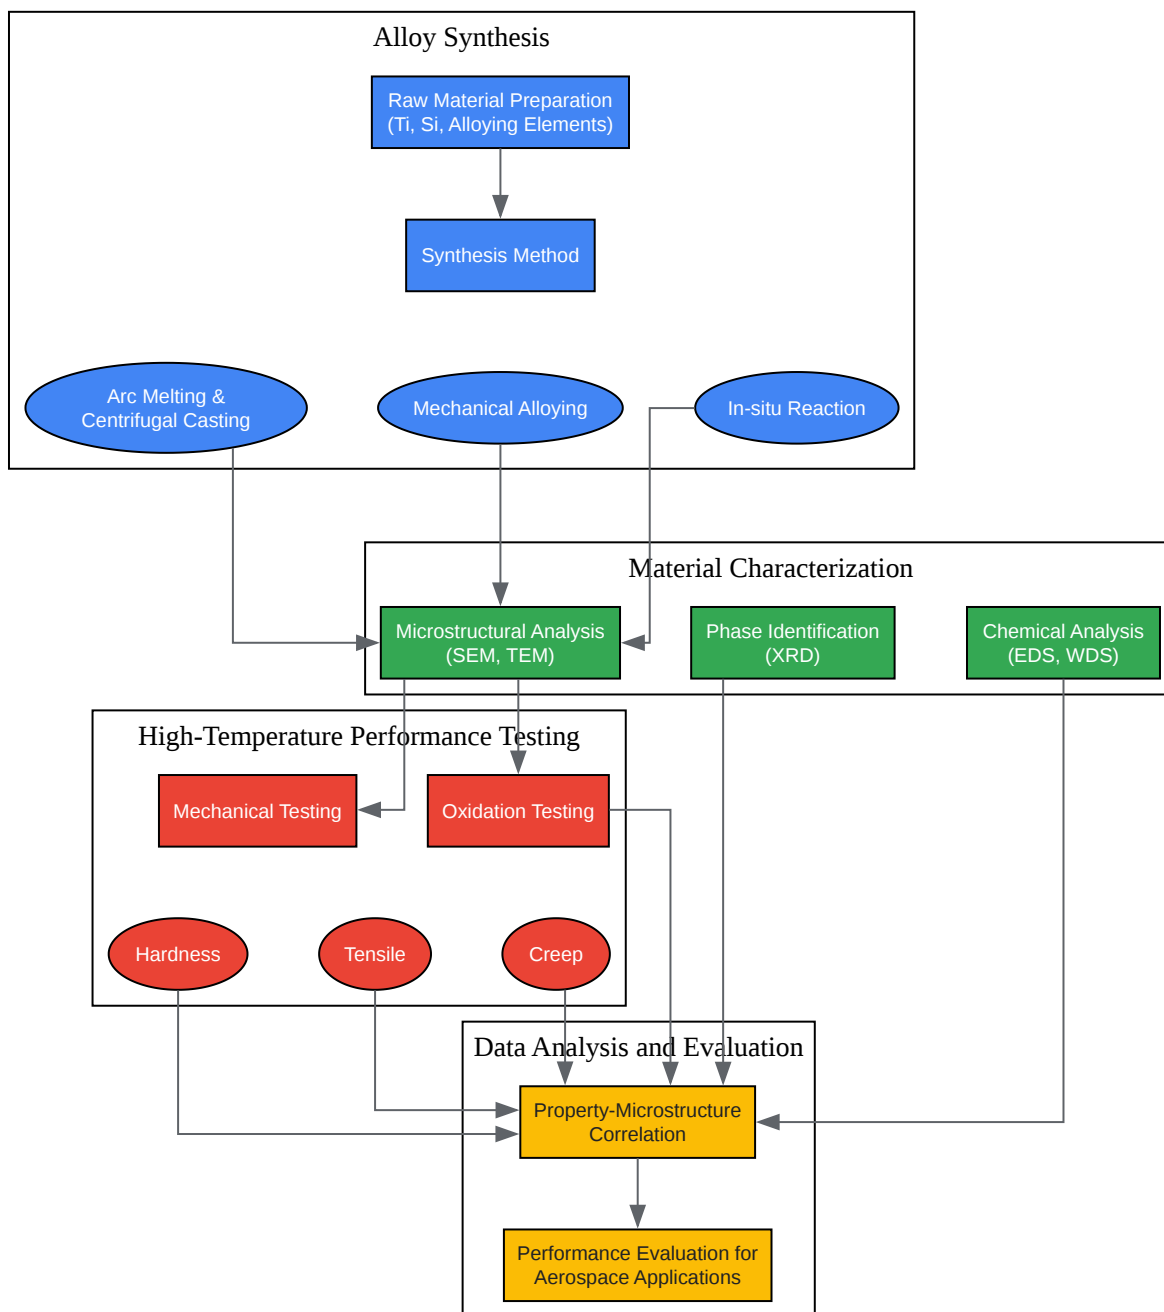 Alloy Synthesis
Raw Material Preparation
(Ti, Si, Alloying Elements)
Synthesis Method
Arc Melting &
Centrifugal Casting
Mechanical Alloying
In-situ Reaction
Material Characterization
Microstructural Analysis
(SEM, TEM)
Phase Identification
(XRD)
Chemical Analysis
(EDS, WDS)
High-Temperature Performance Testing
Mechanical Testing
Oxidation Testing
Hardness
Tensile
Creep
Data Analysis and Evaluation
Property-Microstructure
Correlation
Performance Evaluation for
Aerospace Applications